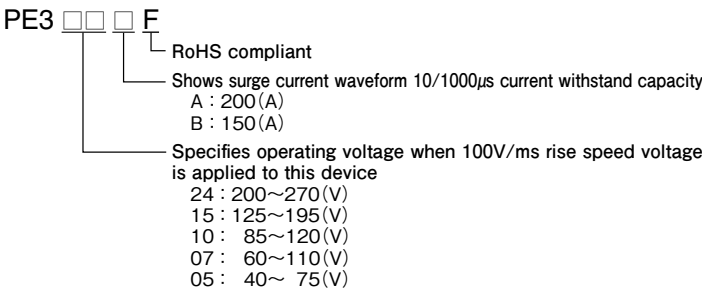 PE3 □□ □ F
RoHS compliant
Shows surge current waveform 10/1000μs current withstand capacity
A：200(A)
B：150(A)
Specifies operating voltage when 100V/ms rise speed voltage
is applied to this device
24：200～270(V)
15：125～195(V)
10： 85～120(V)
07： 60～110(V)
05： 40～ 75(V)